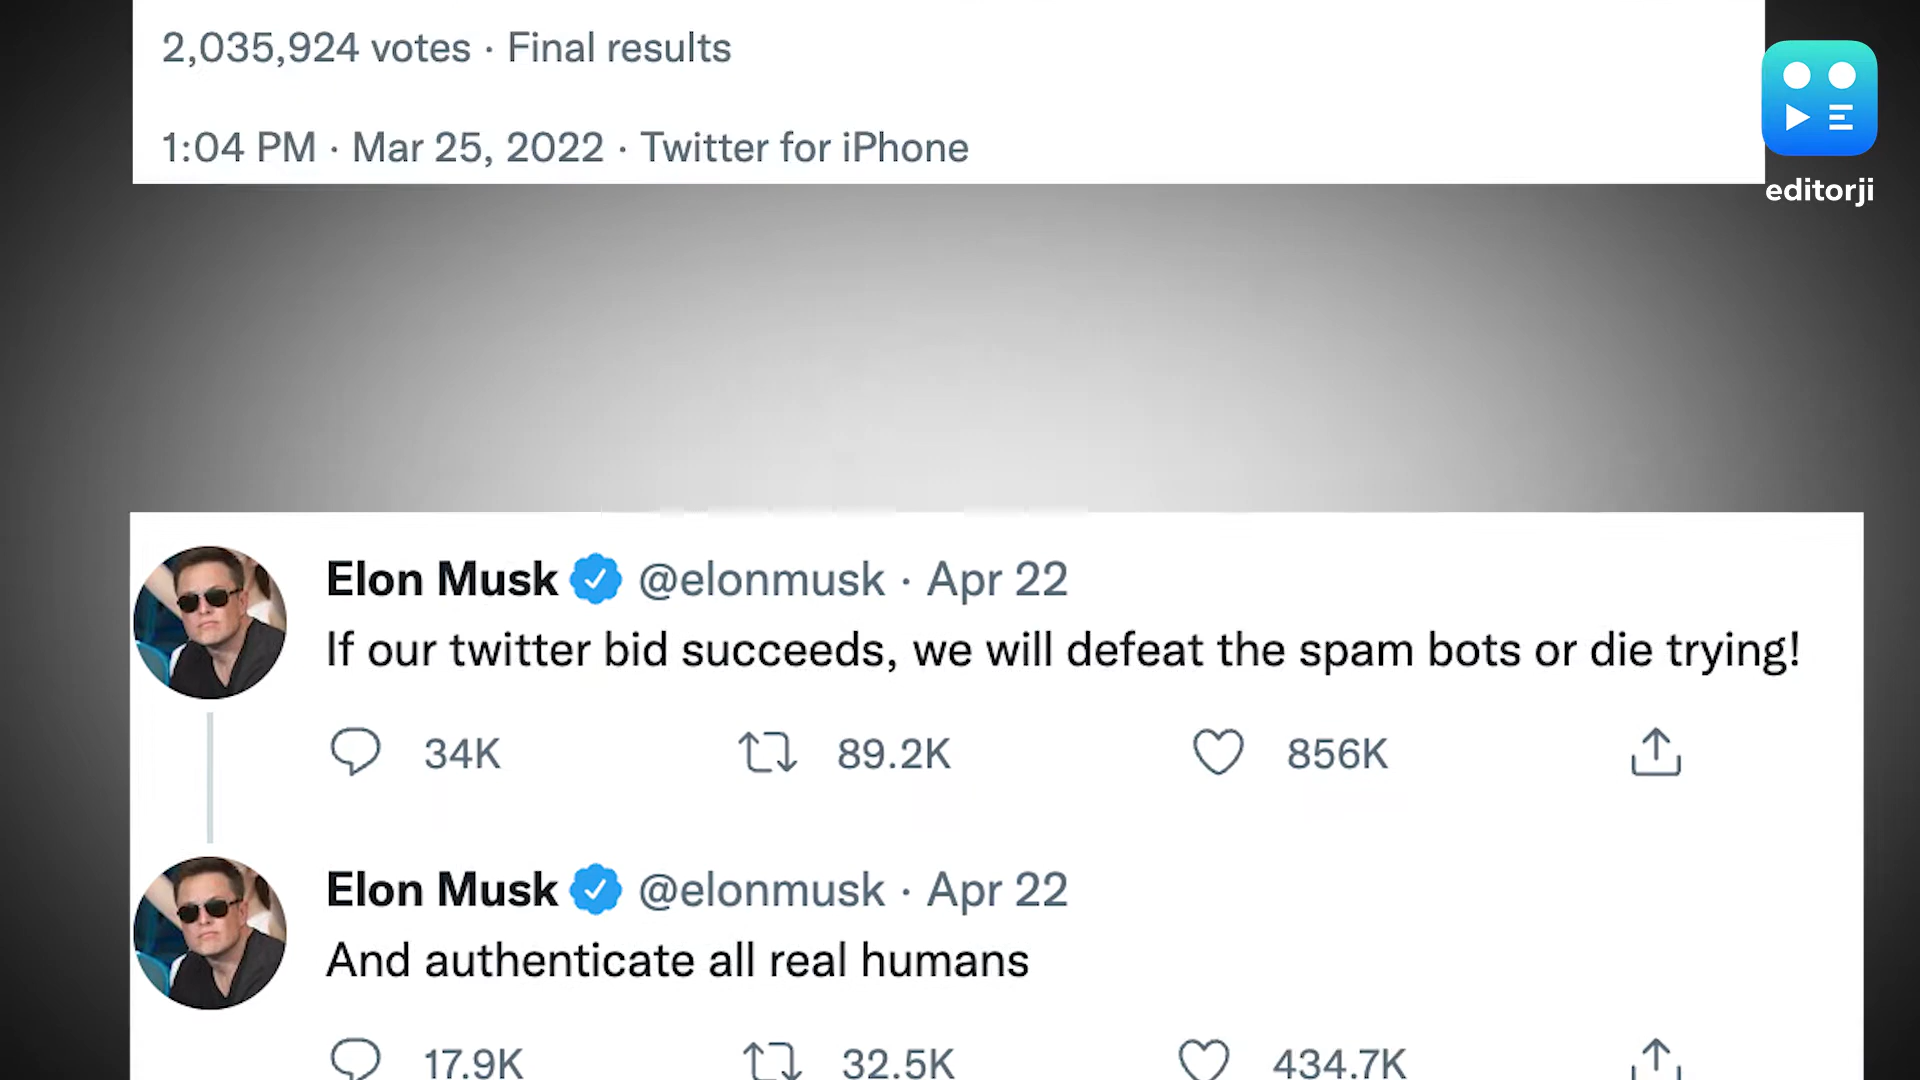 2,035,924 votes · Final results
1:04 PM · Mar 25, 2022 · Twitter for iPhone
editorji
Elon Musk @elonmusk · Apr 22
If our twitter bid succeeds, we will defeat the spam bots or die trying!
34K 89.2K 856K
Elon Musk @elonmusk · Apr 22
And authenticate all real humans
17.9K 32.5K 434.7K